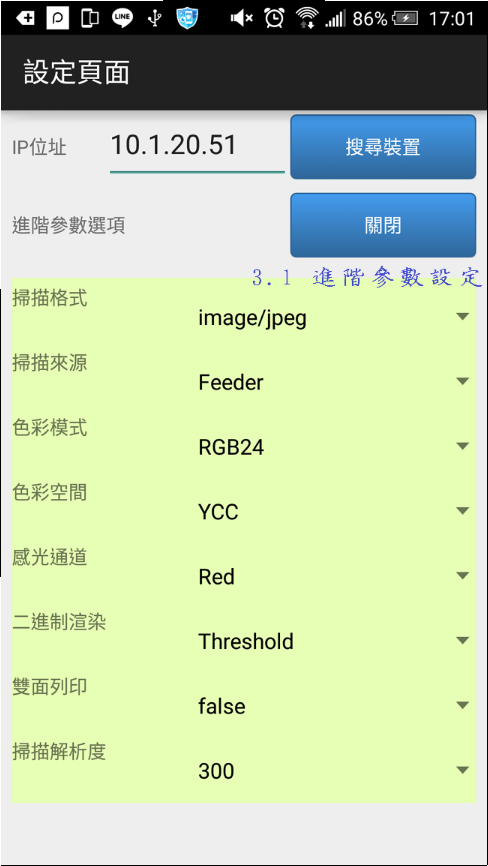 LINE
86%
17:01
設定頁面
IP位址
10.1.20.51
搜尋裝置
進階參數選項
關閉
3.1 進階參數設定
掃描格式
image/jpeg
掃描來源
Feeder
色彩模式
RGB24
色彩空間
YCC
感光通道
Red
二進制渲染
Threshold
雙面列印
false
掃描解析度
300